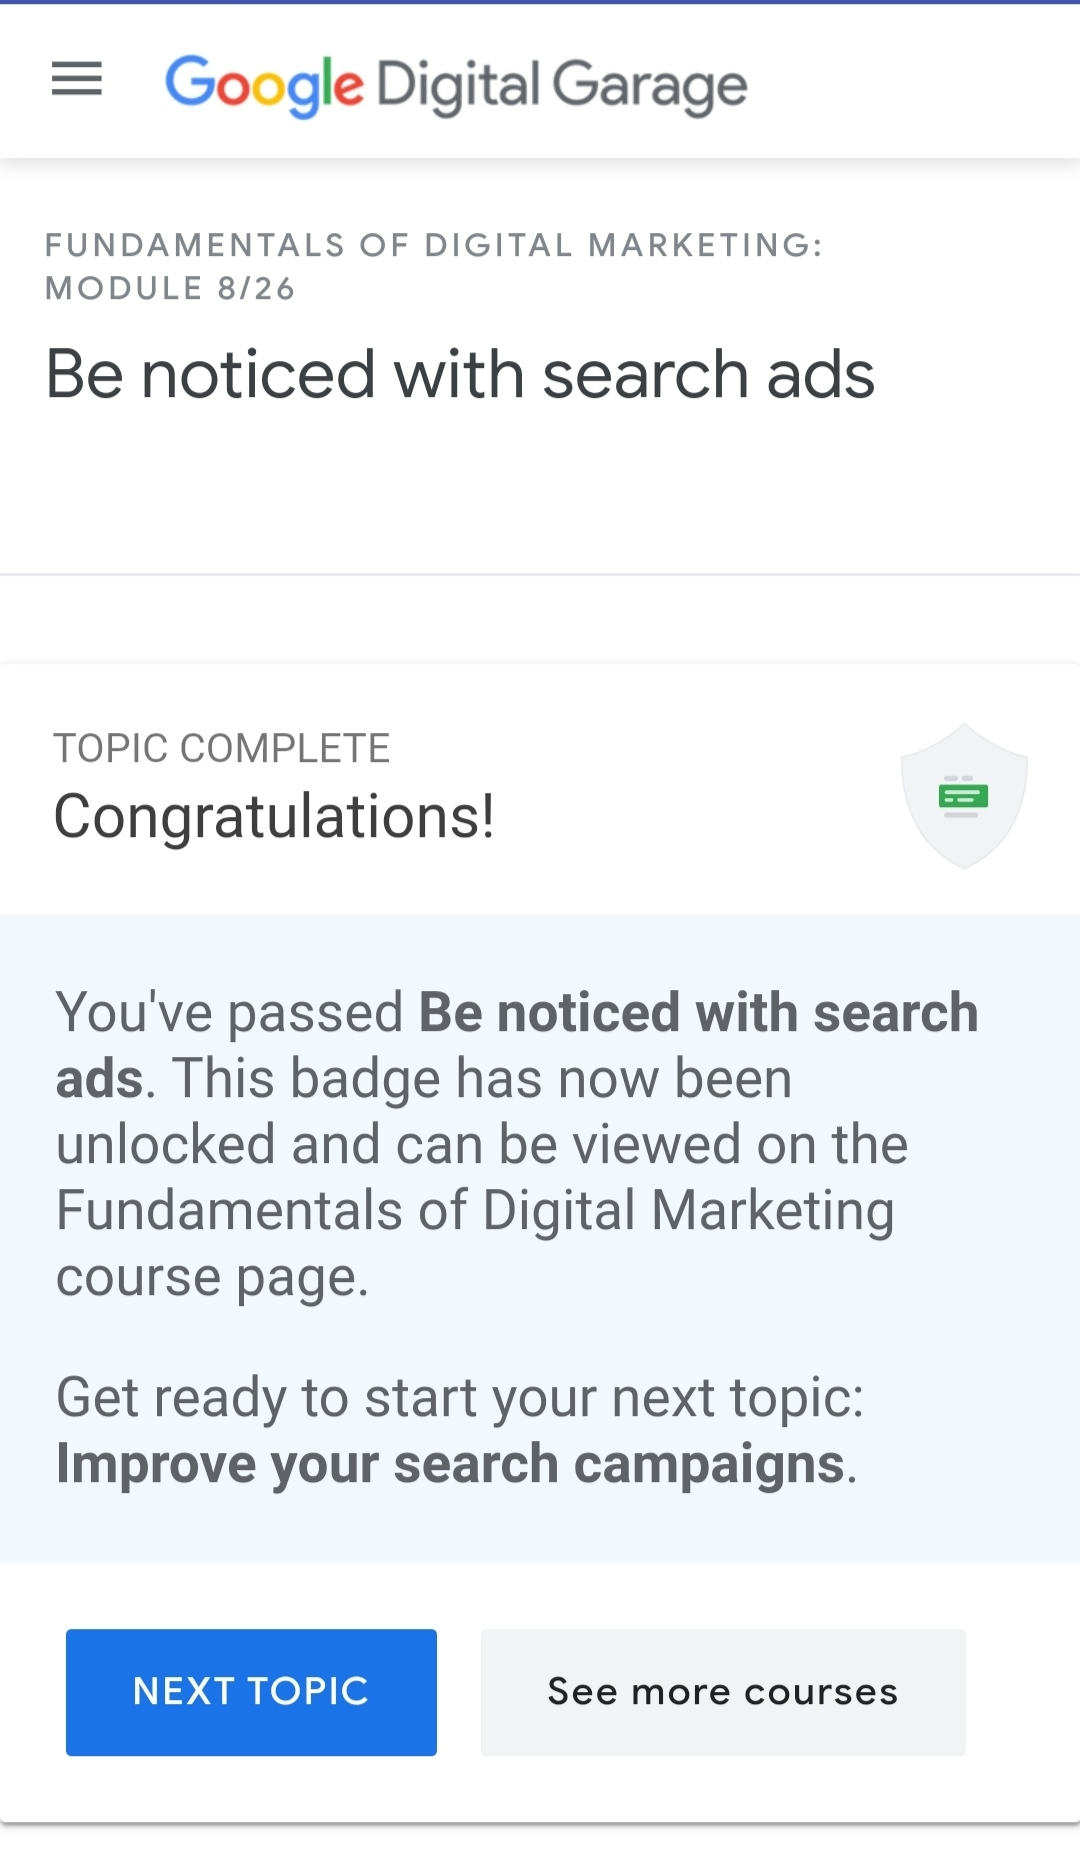 Google Digital Garage
FUNDAMENTALS OF DIGITAL MARKETING:
MODULE 8/26
Be noticed with search ads
TOPIC COMPLETE
Congratulations!
You've passed Be noticed with search
ads. This badge has now been
unlocked and can be viewed on the
Fundamentals of Digital Marketing
course page.
Get ready to start your next topic:
Improve your search campaigns.
NEXT TOPIC
See more courses